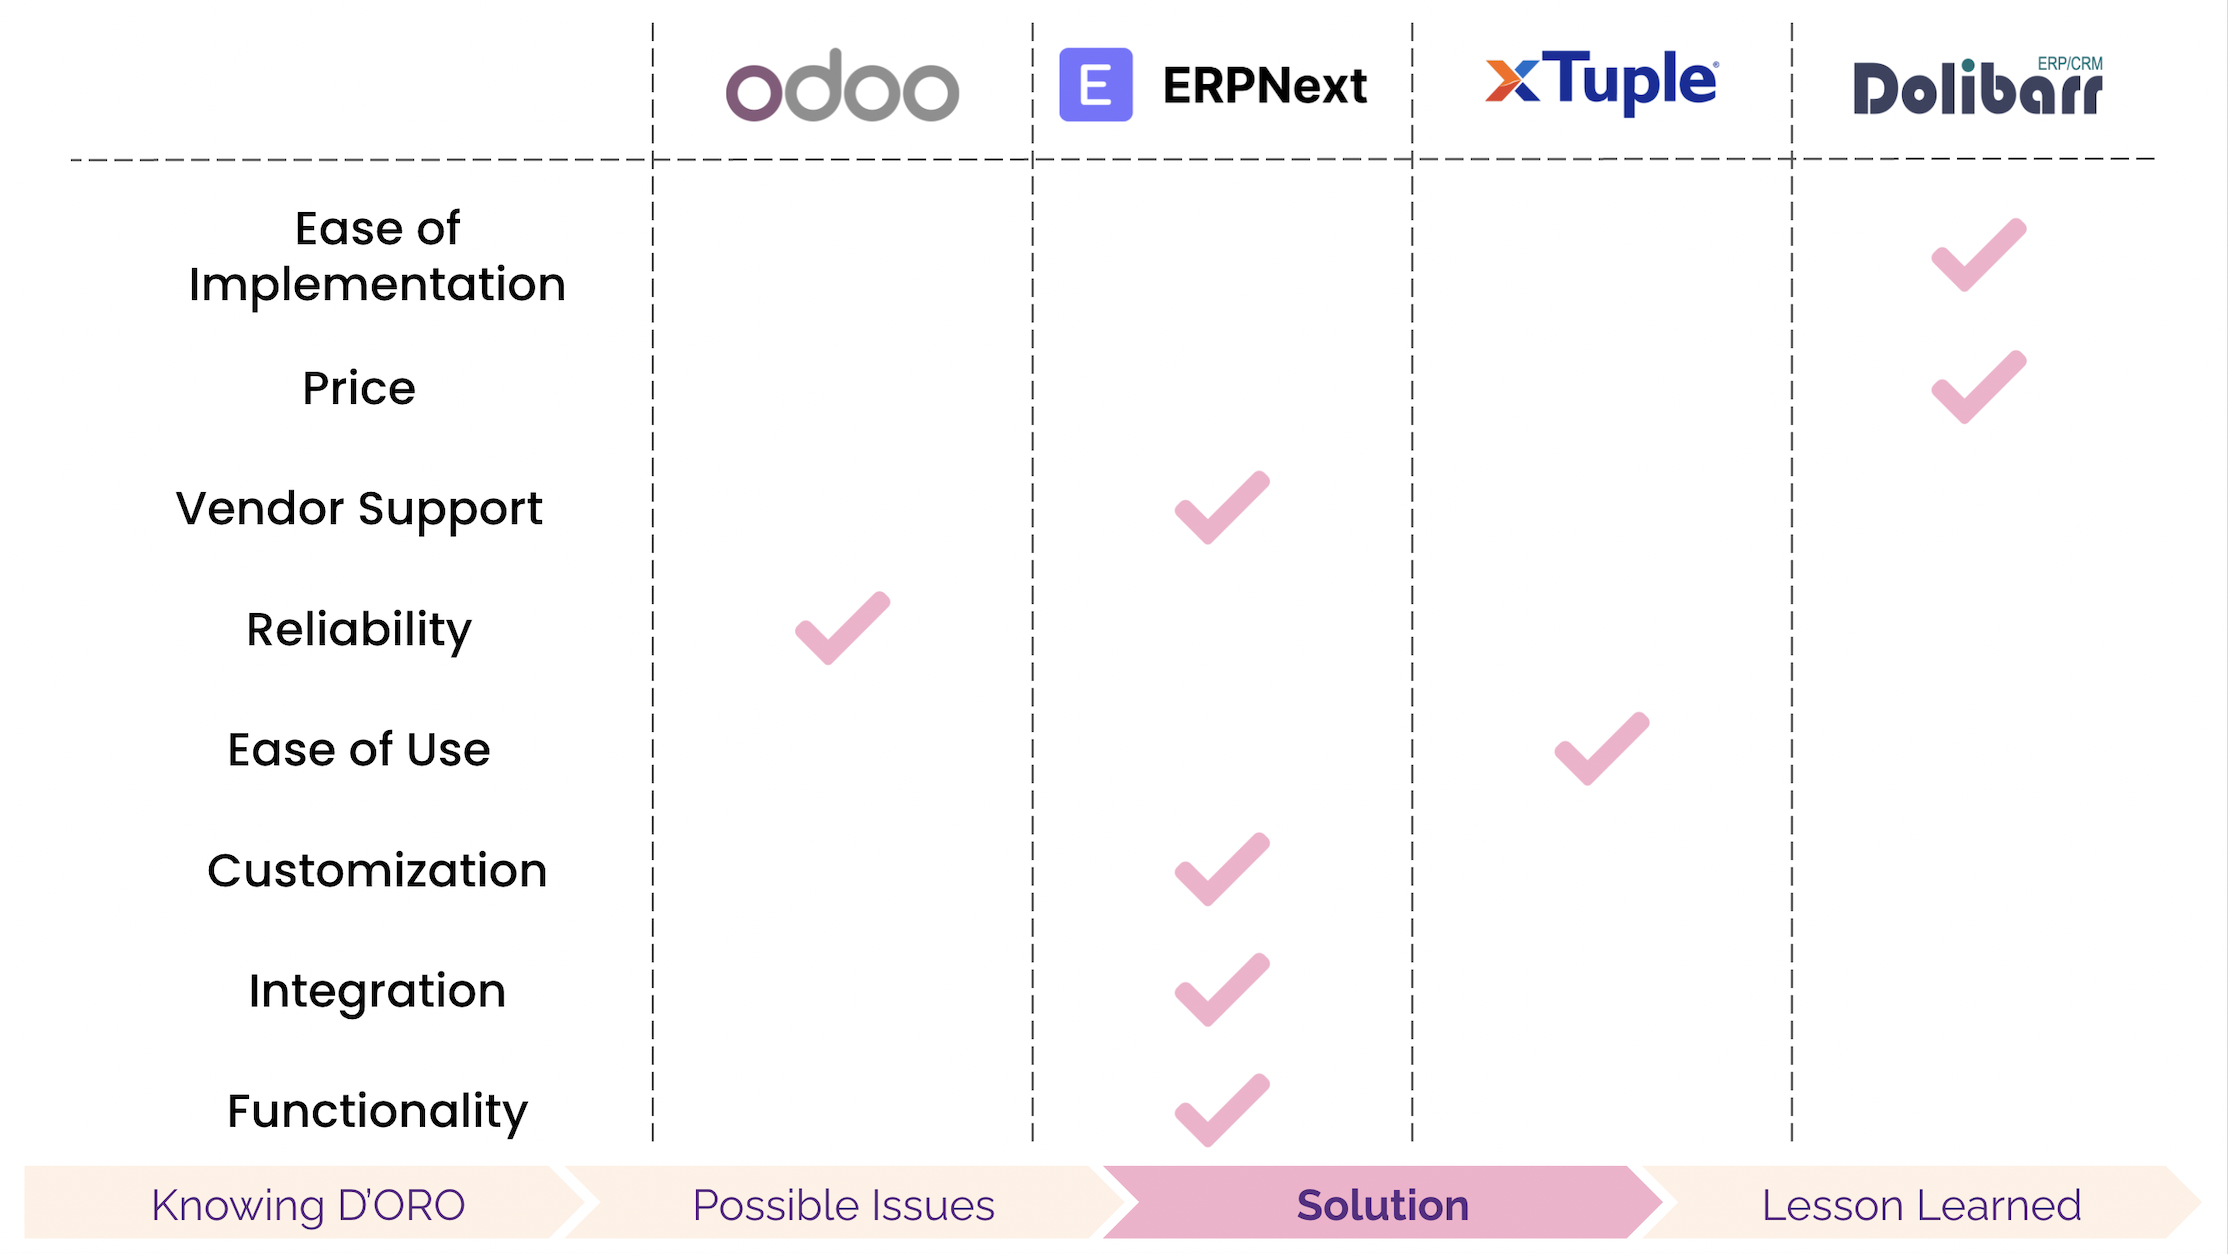 odoo
E ERPNext
xTuple®
ERP/CRM
Dolibarr
Ease of
Implementation
Price
Vendor Support
Reliability
Ease of Use
Customization
Integration
Functionality
Knowing D'ORO
Possible Issues
Solution
Lesson Learned